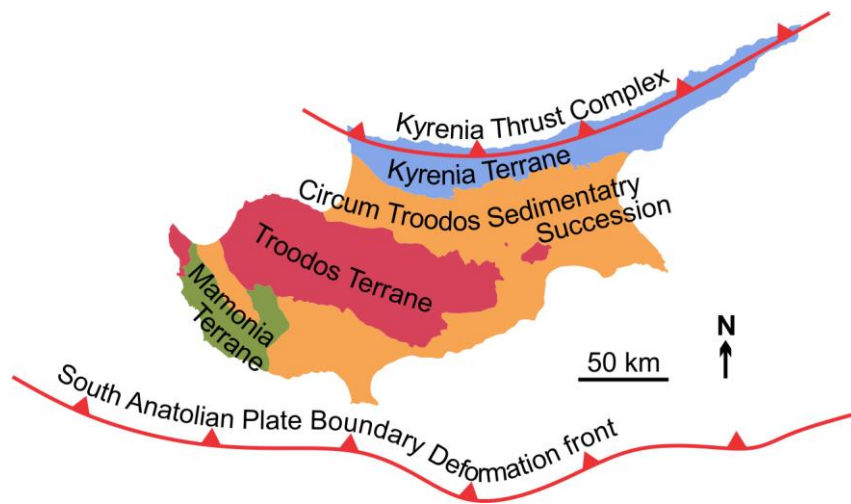 Kyrenia Thrust Complex
Kyrenia Terrane
Circum Troodos Sedimentatry
Succession
Troodos Terrane
Mamonia
Terrane
N
50 km
South Anatolian Plate Boundary Deformation front